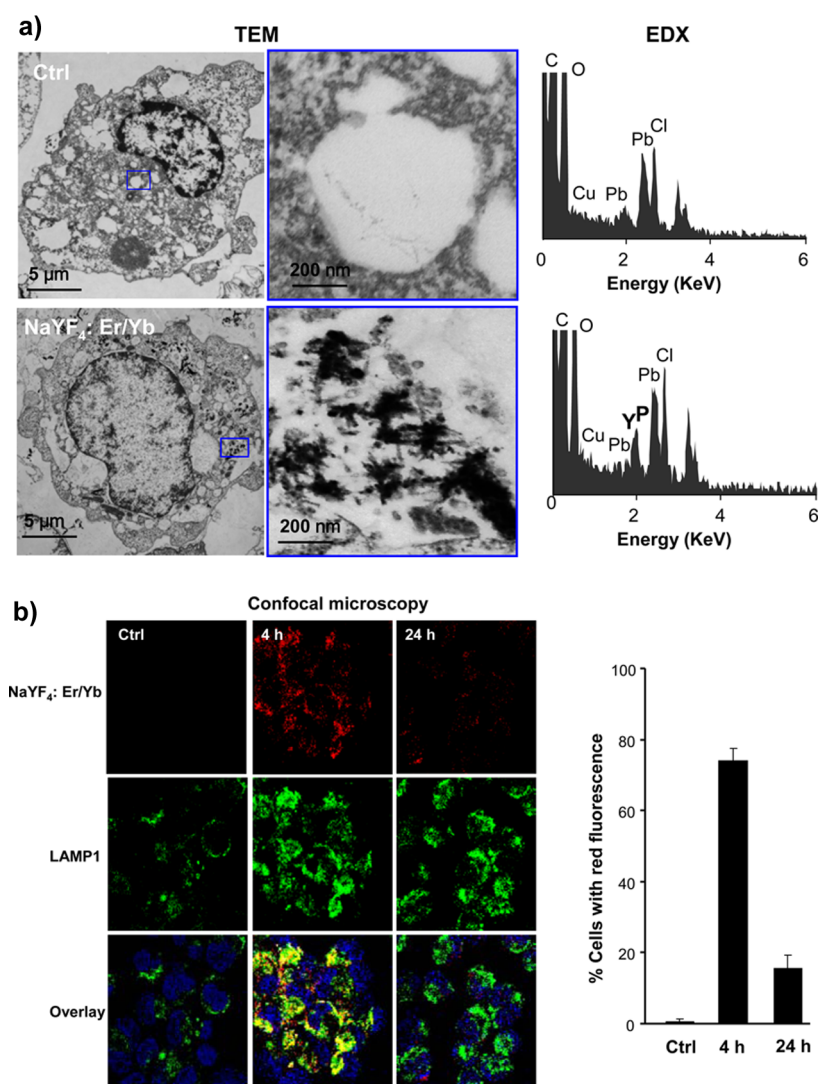 a)
TEM
EDX
Ctrl
5 µm
200 nm
C
O
Cu
Pb
Pb
Cl
0
2
4
6
Energy (KeV)
NaYF4: Er/Yb
5 µm
200 nm
C
O
Cu
Pb
Y
P
Pb
Cl
0
2
4
6
Energy (KeV)
b)
Confocal microscopy
Ctrl
4 h
24 h
NaYF4: Er/Yb
LAMP1
Overlay
% Cells with red fluorescence
100
80
60
40
20
0
Ctrl
4 h
24 h